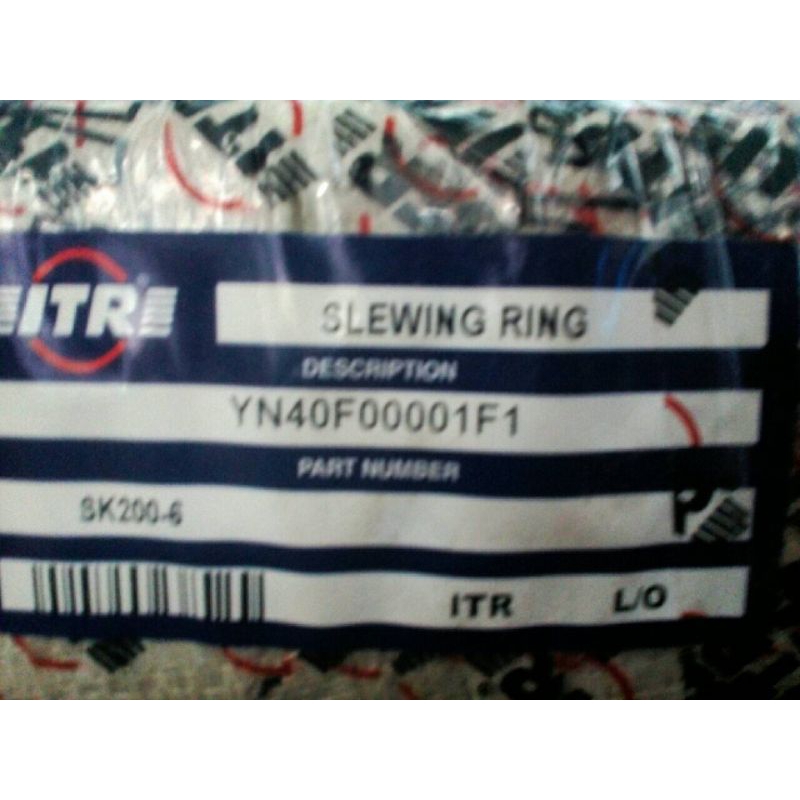 ITR
SLEWING RING
DESCRIPTION
YN40F00001F1
PART NUMBER
SK200-6
ITR L/O